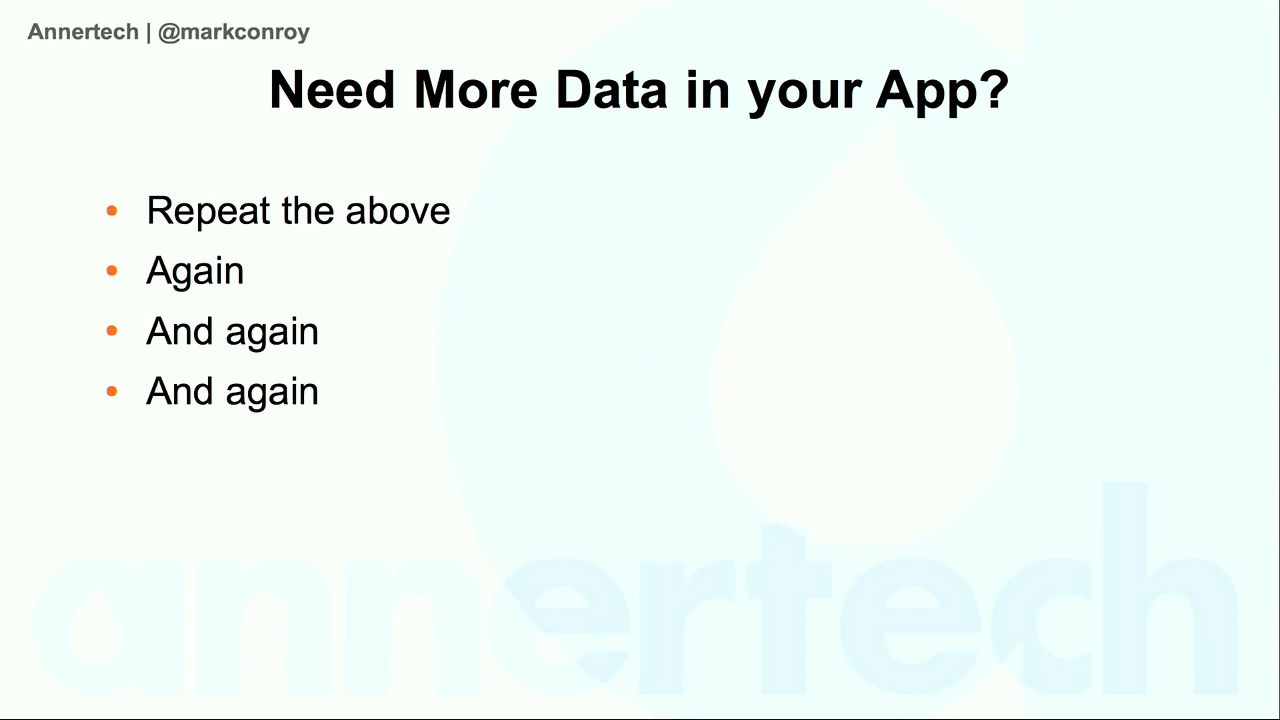 Annertech | @markconroy
Need More Data in your App?
• Repeat the above
• Again
• And again
• And again
annertech